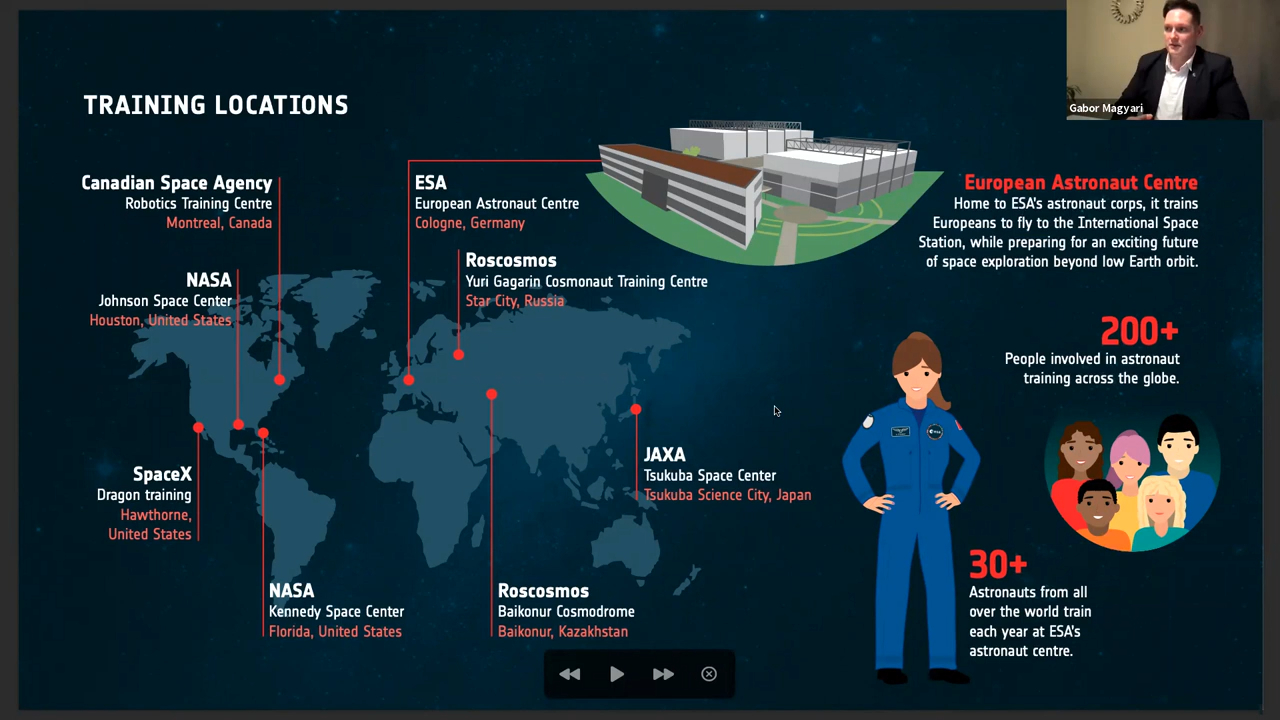 Gabor Magyari
TRAINING LOCATIONS
Canadian Space Agency
Robotics Training Centre
Montreal, Canada
ESA
European Astronaut Centre
Cologne, Germany
European Astronaut Centre
Home to ESA's astronaut corps, it trains
Europeans to fly to the International Space
Station, while preparing for an exciting future
of space exploration beyond low Earth orbit.
Roscosmos
Yuri Gagarin Cosmonaut Training Centre
Star City, Russia
NASA
Johnson Space Center
Houston, United States
200+
People involved in astronaut
training across the globe.
JAXA
Tsukuba Space Center
Tsukuba Science City, Japan
SpaceX
Dragon training
Hawthorne,
United States
30+
Astronauts from all
over the world train
each year at ESA's
astronaut centre.
NASA
Kennedy Space Center
Florida, United States
Roscosmos
Baikonur Cosmodrome
Baikonur, Kazakhstan